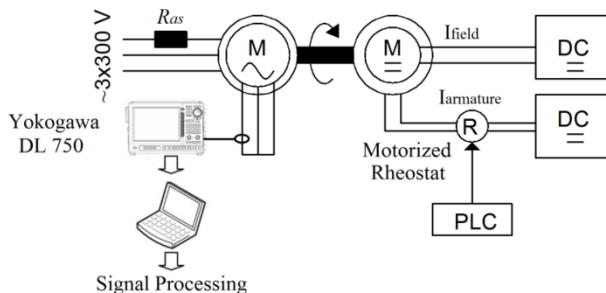 ~3x300 V
Ras
M
M
Ifield
DC
Yokogawa
DL 750
Iarmature
R
DC
Motorized
Rheostat
PLC
Signal Processing